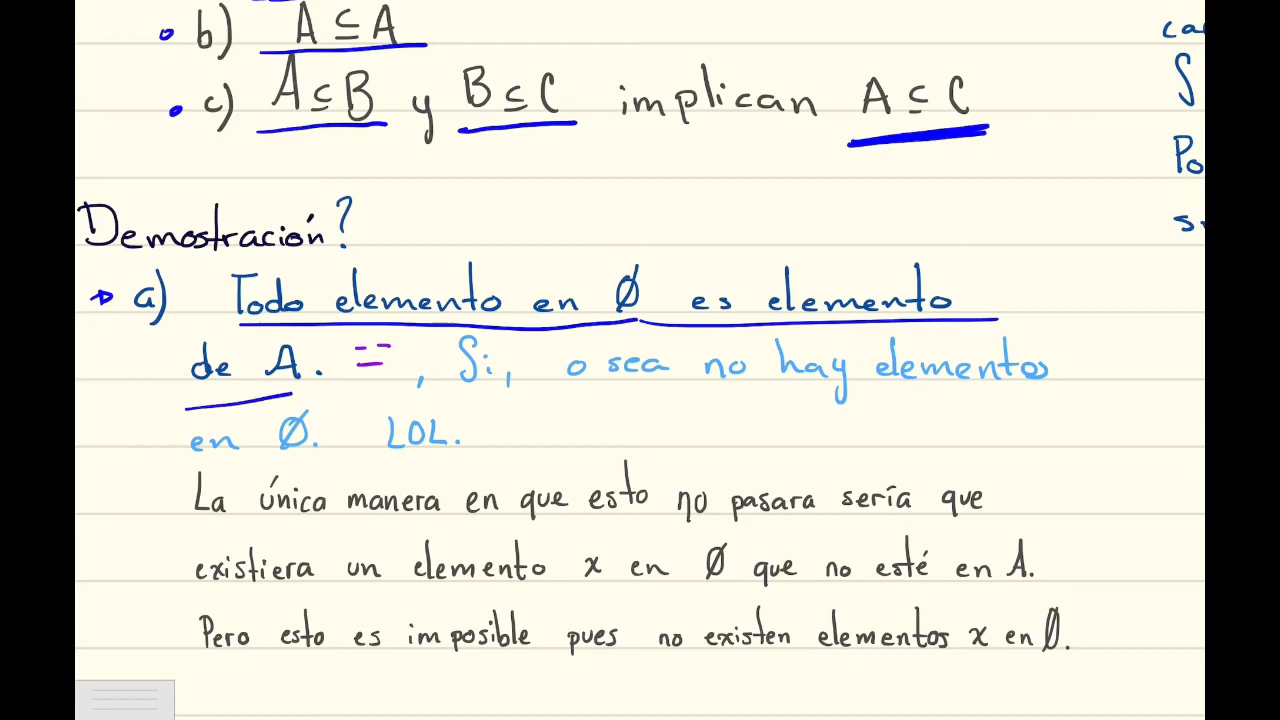 b) A ⊆ A
c) A ⊆ B y B ⊆ C implican A ⊆ C
Demostración?
a) Todo elemento en Ø es elemento
de A. , Si, o sea no hay elementos
en Ø. LOL.
La única manera en que esto no pasara sería que
existiera un elemento x en Ø que no esté en A.
Pero esto es imposible pues no existen elementos x en Ø.